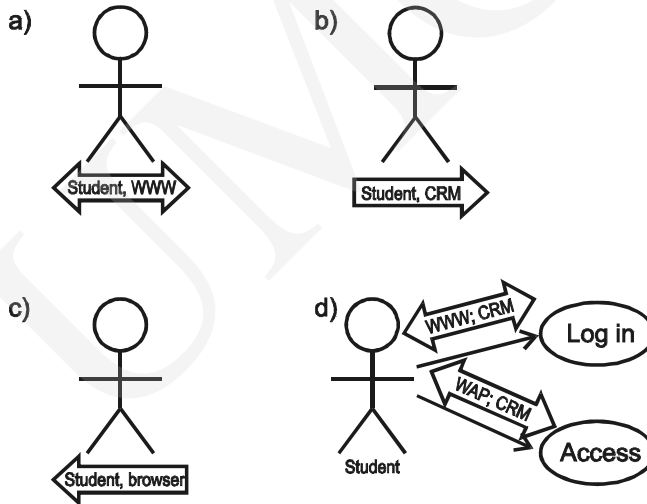 a)
Student, WWW
b)
Student, CRM
c)
Student, browser
d)
WWW; CRM
Log in
WAP; CRM
Access
Student